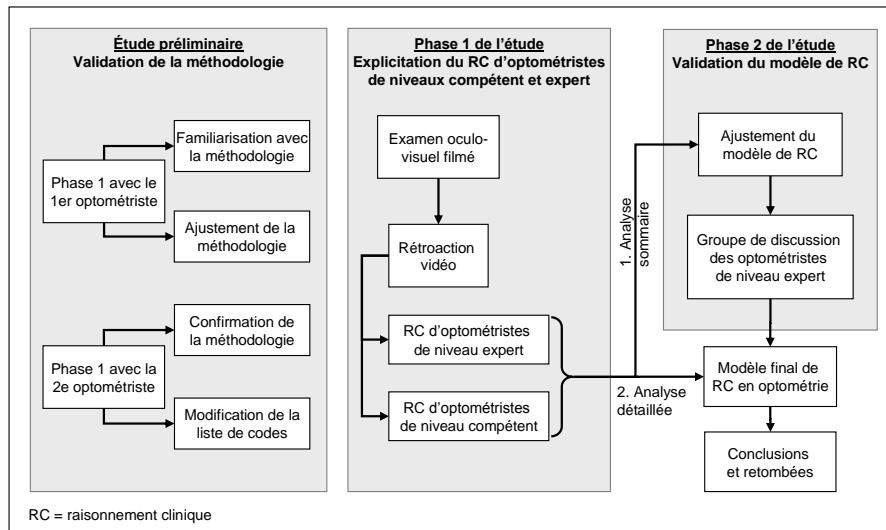 Étude préliminaire
Validation de la méthodologie
Familiarisation avec
la méthodologie
Phase 1 avec le
1er optométriste
Ajustement de la
méthodologie
Confirmation de
la méthodologie
Phase 1 avec la
2e optométriste
Modification de la
liste de codes
Phase 1 de l'étude
Explicitation du RC d'optométristes
de niveaux compétent et expert
Examen oculo-
visuel filmé
Rétroaction
vidéo
RC d'optométristes
de niveau expert
RC d'optométristes
de niveau compétent
1. Analyse
sommaire
2. Analyse
détaillée
Phase 2 de l'étude
Validation du modèle de RC
Ajustement du
modèle de RC
Groupe de discussion
des optométristes
de niveau expert
Modèle final de
RC en optométrie
Conclusions
et retombées
RC = raisonnement clinique